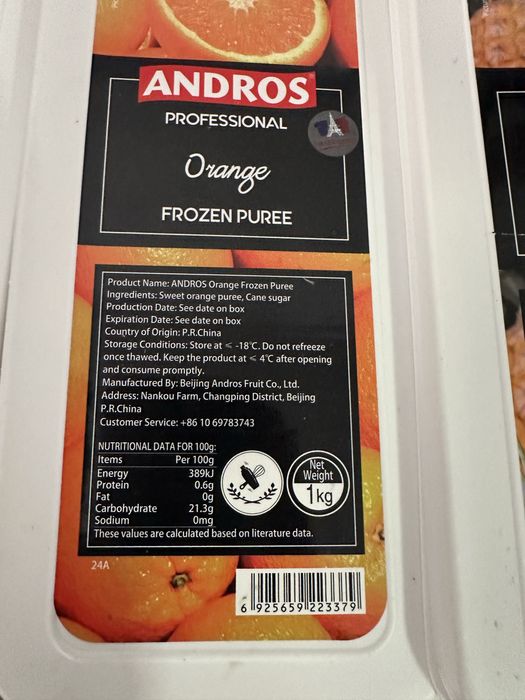 ANDROS
PROFESSIONAL
Orange
FROZEN PUREE
Product Name: ANDROS Orange Frozen Puree
Ingredients: Sweet orange puree, Cane sugar
Production Date: See date on box
Expiration Date: See date on box
Country of Origin: P.R.China
Storage Conditions: Store at ≤ -18℃. Do not refreeze
once thawed. Keep the product at ≤ 4℃ after opening
and consume promptly.
Manufactured By: Beijing Andros Fruit Co., Ltd.
Address: Nankou Farm, Changping District, Beijing
P.R.China
Customer Service: +86 10 69783743
NUTRITIONAL DATA FOR 100g:
Items Per 100g
Energy 389kJ
Protein 0.6g
Fat 0g
Carbohydrate 21.3g
Sodium 0mg
These values are calculated based on literature data.
Net
Weight
1kg
24A
6 925659 223379